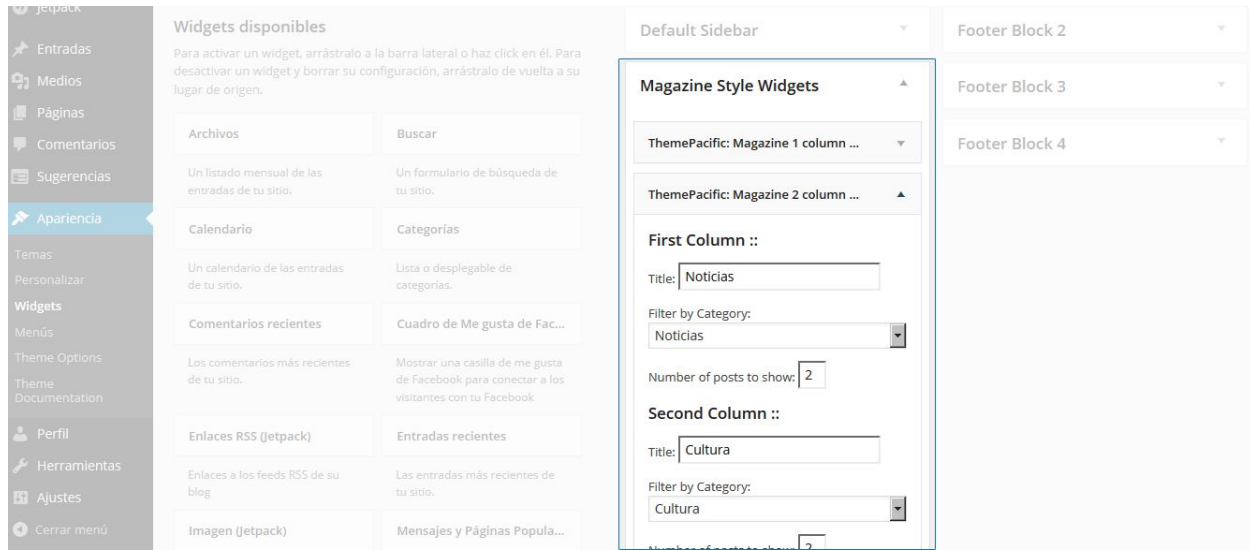 Jetpack
Entradas
Medios
Páginas
Comentarios
Sugerencias
Apariencia
Temas
Personalizar
Widgets
Menús
Theme Options
Theme
Documentation
Perfil
Herramientas
Ajustes
Cerrar menú
Widgets disponibles
Para activar un widget, arrástralo a la barra lateral o haz click en él. Para
desactivar un widget y borrar su configuración, arrástralo de vuelta a su
lugar de origen.
Archivos
Un listado mensual de las
entradas de tu sitio.
Buscar
Un formulario de búsqueda de
tu sitio.
Calendario
Un calendario de las entradas
de tu sitio.
Categorías
Lista o desplegable de
categorías.
Comentarios recientes
Los comentarios más recientes
de tu sitio.
Cuadro de Me gusta de Fac...
Mostrar una casilla de me gusta
de Facebook para conectar a los
visitantes con tu Facebook
Enlaces RSS (Jetpack)
Enlaces a los feeds RSS de su
blog
Entradas recientes
Las entradas más recientes de
tu sitio.
Imagen (Jetpack)
Mensajes y Páginas Popula...
Default Sidebar
Magazine Style Widgets
ThemePacific: Magazine 1 column ...
ThemePacific: Magazine 2 column ...
First Column ::
Title: Noticias
Filter by Category:
Noticias
Number of posts to show: 2
Second Column ::
Title: Cultura
Filter by Category:
Cultura
Number of posts to show: 2
Footer Block 2
Footer Block 3
Footer Block 4